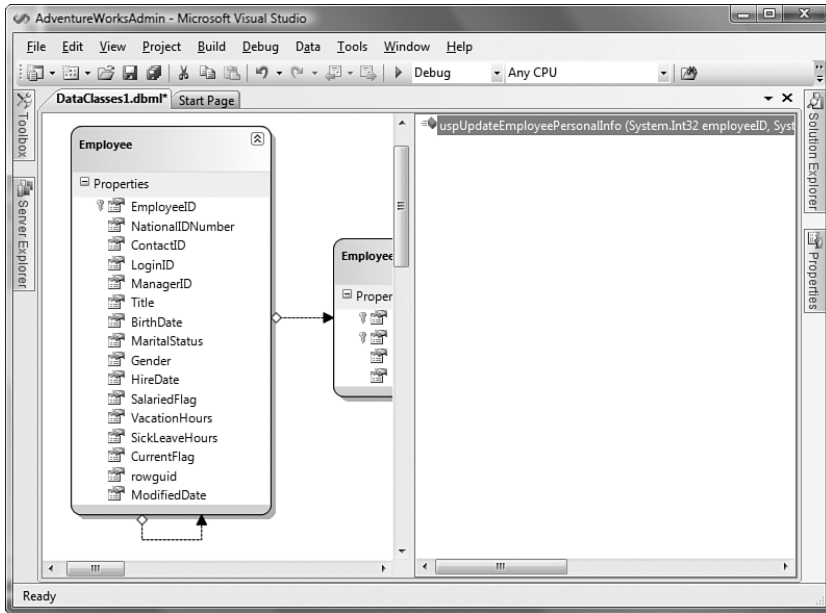 AdventureWorksAdmin - Microsoft Visual Studio
File Edit View Project Build Debug Data Tools Window Help
Debug Any CPU
Toolbox
Server Explorer
DataClasses1.dbml* Start Page
Employee
Properties
EmployeeID
NationalIDNumber
ContactID
LoginID
ManagerID
Title
BirthDate
MaritalStatus
Gender
HireDate
SalariedFlag
VacationHours
SickLeaveHours
CurrentFlag
rowguid
ModifiedDate
Employee
Proper
uspUpdateEmployeePersonalInfo (System.Int32 employeeID, Syst
Solution Explorer
Properties
Ready